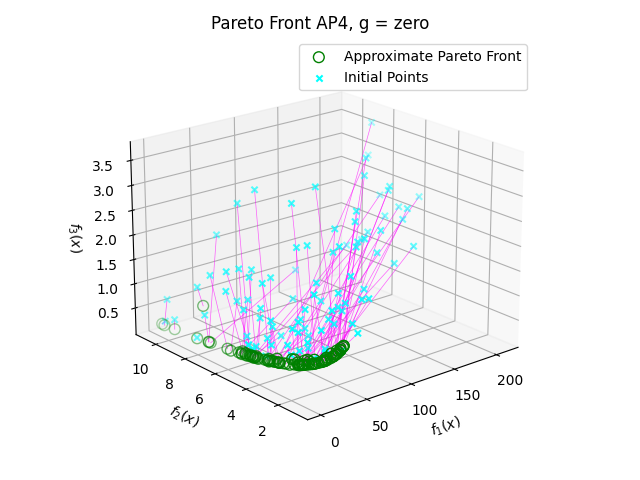 Pareto Front AP4, g = zero
Approximate Pareto Front
Initial Points
3.5
3.0
2.5
2.0
1.5
1.0
0.5
f₃(x)
10
8
6
4
2
f₂(x)
0
50
100
150
200
f₁(x)